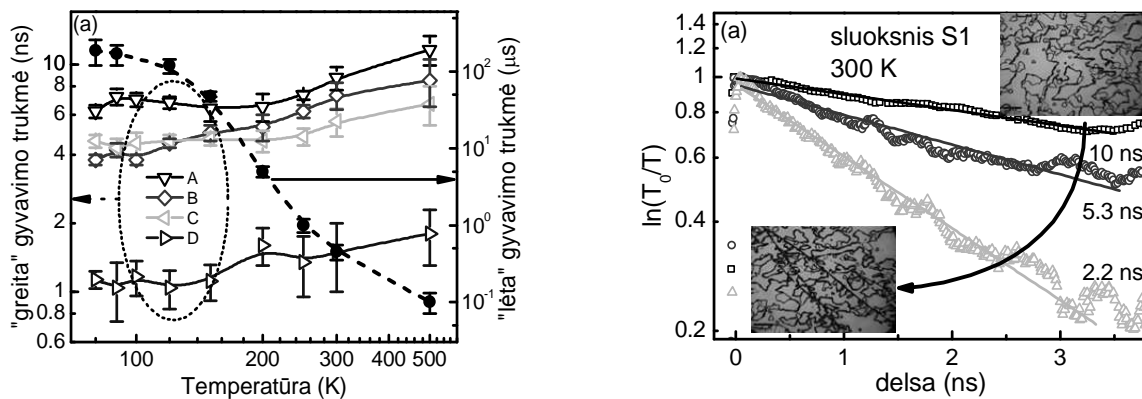 (a)
"greita" gyvavimo trukmė (ns)
10
8
6
4
2
1
0.8
0.6
A
B
C
D
100
200
300
400
500
Temperatūra (K)
10²
10¹
10⁰
10⁻¹
"lėta" gyvavimo trukmė (µs)
(a)
sluoksnis S1
300 K
ln(T₀/T)
1.4
1.2
1.0
0.8
0.6
0.4
0.2
10 ns
5.3 ns
2.2 ns
0
1
2
3
delsa (ns)